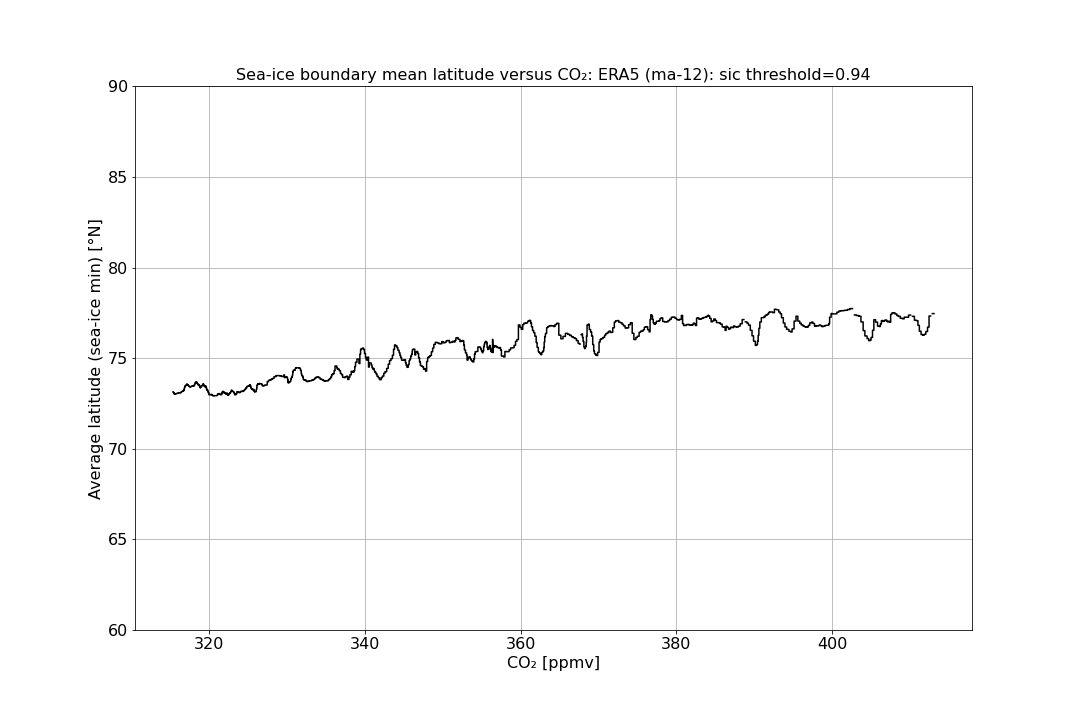 Sea-ice boundary mean latitude versus CO₂: ERA5 (ma-12): sic threshold=0.94
Average latitude (sea-ice min) [°N]
90
85
80
75
70
65
60
320 340 360 380 400
CO₂ [ppmv]